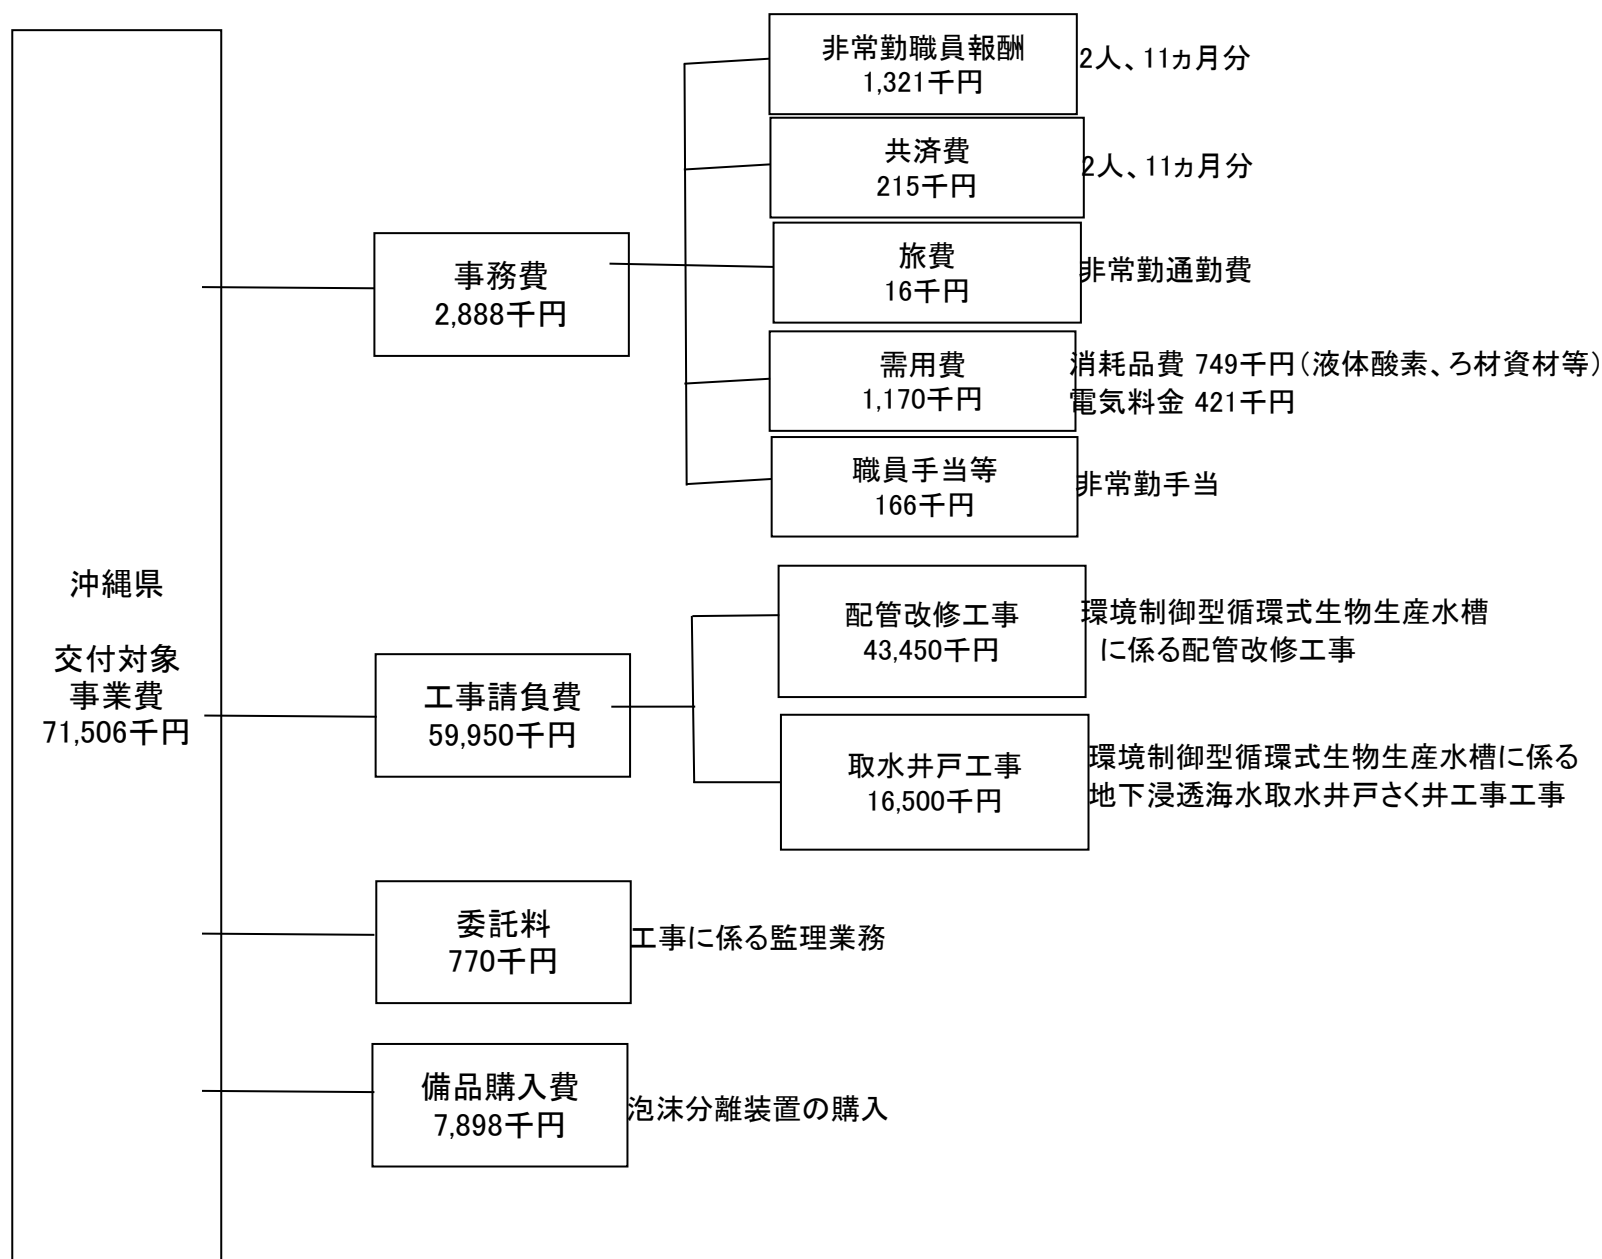 沖縄県
交付対象
事業費
71,506千円
事務費
2,888千円
非常勤職員報酬
1,321千円
2人、11ヵ月分
共済費
215千円
2人、11ヵ月分
旅費
16千円
非常勤通勤費
需用費
1,170千円
消耗品費 749千円（液体酸素、ろ材資材等）
電気料金 421千円
職員手当等
166千円
非常勤手当
工事請負費
59,950千円
配管改修工事
43,450千円
環境制御型循環式生物生産水槽
に係る配管改修工事
取水井戸工事
16,500千円
環境制御型循環式生物生産水槽に係る
地下浸透海水取水井戸さく井工事工事
委託料
770千円
工事に係る監理業務
備品購入費
7,898千円
泡沫分離装置の購入